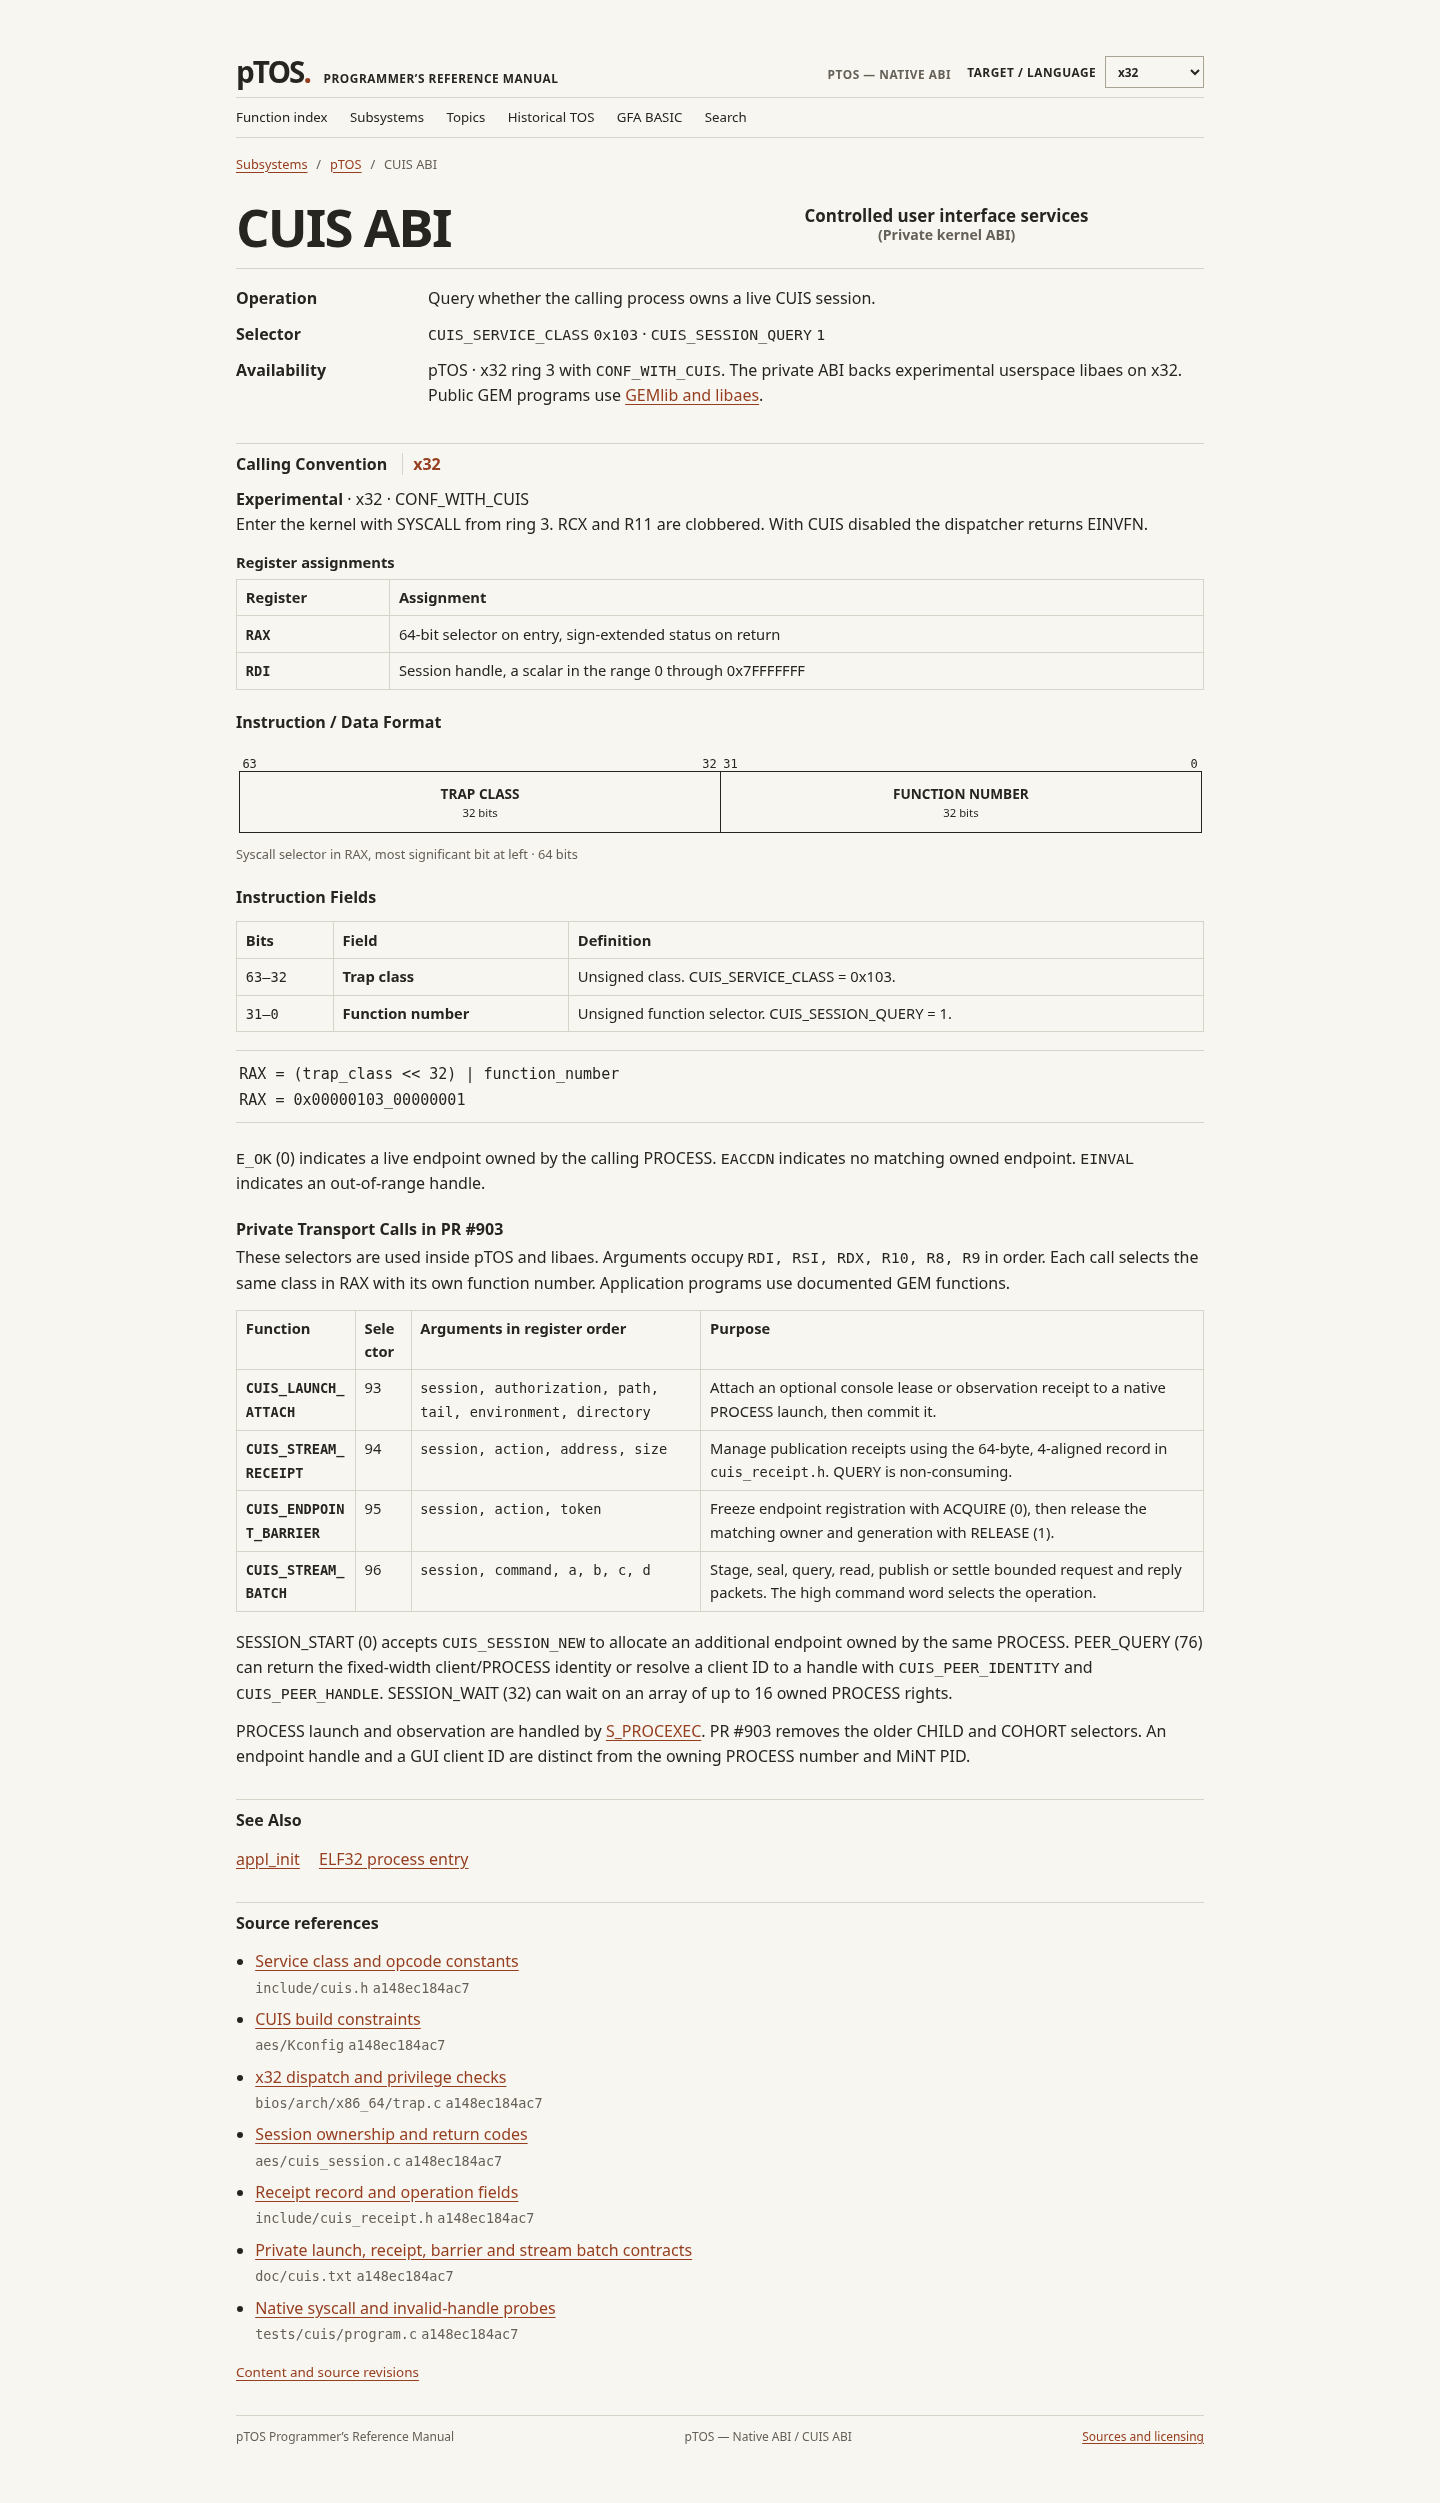 pTOS. PROGRAMMER’S REFERENCE MANUAL PTOS — NATIVE ABI TARGET / LANGUAGE x32
Function index Subsystems Topics Historical TOS GFA BASIC Search
Subsystems / pTOS / CUIS ABI
CUIS ABI
Controlled user interface services
(Private kernel ABI)
Operation Query whether the calling process owns a live CUIS session.
Selector CUIS_SERVICE_CLASS 0x103 · CUIS_SESSION_QUERY 1
Availability pTOS · x32 ring 3 with CONF_WITH_CUIS. The private ABI backs experimental userspace libaes on x32.
Public GEM programs use GEMlib and libaes.
Calling Convention x32
Experimental · x32 · CONF_WITH_CUIS
Enter the kernel with SYSCALL from ring 3. RCX and R11 are clobbered. With CUIS disabled the dispatcher returns EINVFN.
Register assignments
Register Assignment
RAX 64-bit selector on entry, sign-extended status on return
RDI Session handle, a scalar in the range 0 through 0x7FFFFFFF
Instruction / Data Format
63 32 31 0
TRAP CLASS FUNCTION NUMBER
32 bits 32 bits
Syscall selector in RAX, most significant bit at left · 64 bits
Instruction Fields
Bits Field Definition
63–32 Trap class Unsigned class. CUIS_SERVICE_CLASS = 0x103.
31–0 Function number Unsigned function selector. CUIS_SESSION_QUERY = 1.
RAX = (trap_class << 32) | function_number
RAX = 0x00000103_00000001
E_OK (0) indicates a live endpoint owned by the calling PROCESS. EACCDN indicates no matching owned endpoint. EINVAL
indicates an out-of-range handle.
Private Transport Calls in PR #903
These selectors are used inside pTOS and libaes. Arguments occupy RDI, RSI, RDX, R10, R8, R9 in order. Each call selects the
same class in RAX with its own function number. Application programs use documented GEM functions.
Function Sele Arguments in register order Purpose
ctor
CUIS_LAUNCH_ 93 session, authorization, path, Attach an optional console lease or observation receipt to a native
ATTACH tail, environment, directory PROCESS launch, then commit it.
CUIS_STREAM_ 94 session, action, address, size Manage publication receipts using the 64-byte, 4-aligned record in
RECEIPT cuis_receipt.h. QUERY is non-consuming.
CUIS_ENDPOIN 95 session, action, token Freeze endpoint registration with ACQUIRE (0), then release the
T_BARRIER matching owner and generation with RELEASE (1).
CUIS_STREAM_ 96 session, command, a, b, c, d Stage, seal, query, read, publish or settle bounded request and reply
BATCH packets. The high command word selects the operation.
SESSION_START (0) accepts CUIS_SESSION_NEW to allocate an additional endpoint owned by the same PROCESS. PEER_QUERY (76)
can return the fixed-width client/PROCESS identity or resolve a client ID to a handle with CUIS_PEER_IDENTITY and
CUIS_PEER_HANDLE. SESSION_WAIT (32) can wait on an array of up to 16 owned PROCESS rights.
PROCESS launch and observation are handled by S_PROCEXEC. PR #903 removes the older CHILD and COHORT selectors. An
endpoint handle and a GUI client ID are distinct from the owning PROCESS number and MiNT PID.
See Also
appl_init ELF32 process entry
Source references
Service class and opcode constants
include/cuis.h a148ec184ac7
CUIS build constraints
aes/Kconfig a148ec184ac7
x32 dispatch and privilege checks
bios/arch/x86_64/trap.c a148ec184ac7
Session ownership and return codes
aes/cuis_session.c a148ec184ac7
Receipt record and operation fields
include/cuis_receipt.h a148ec184ac7
Private launch, receipt, barrier and stream batch contracts
doc/cuis.txt a148ec184ac7
Native syscall and invalid-handle probes
tests/cuis/program.c a148ec184ac7
Content and source revisions
pTOS Programmer’s Reference Manual pTOS — Native ABI / CUIS ABI Sources and licensing